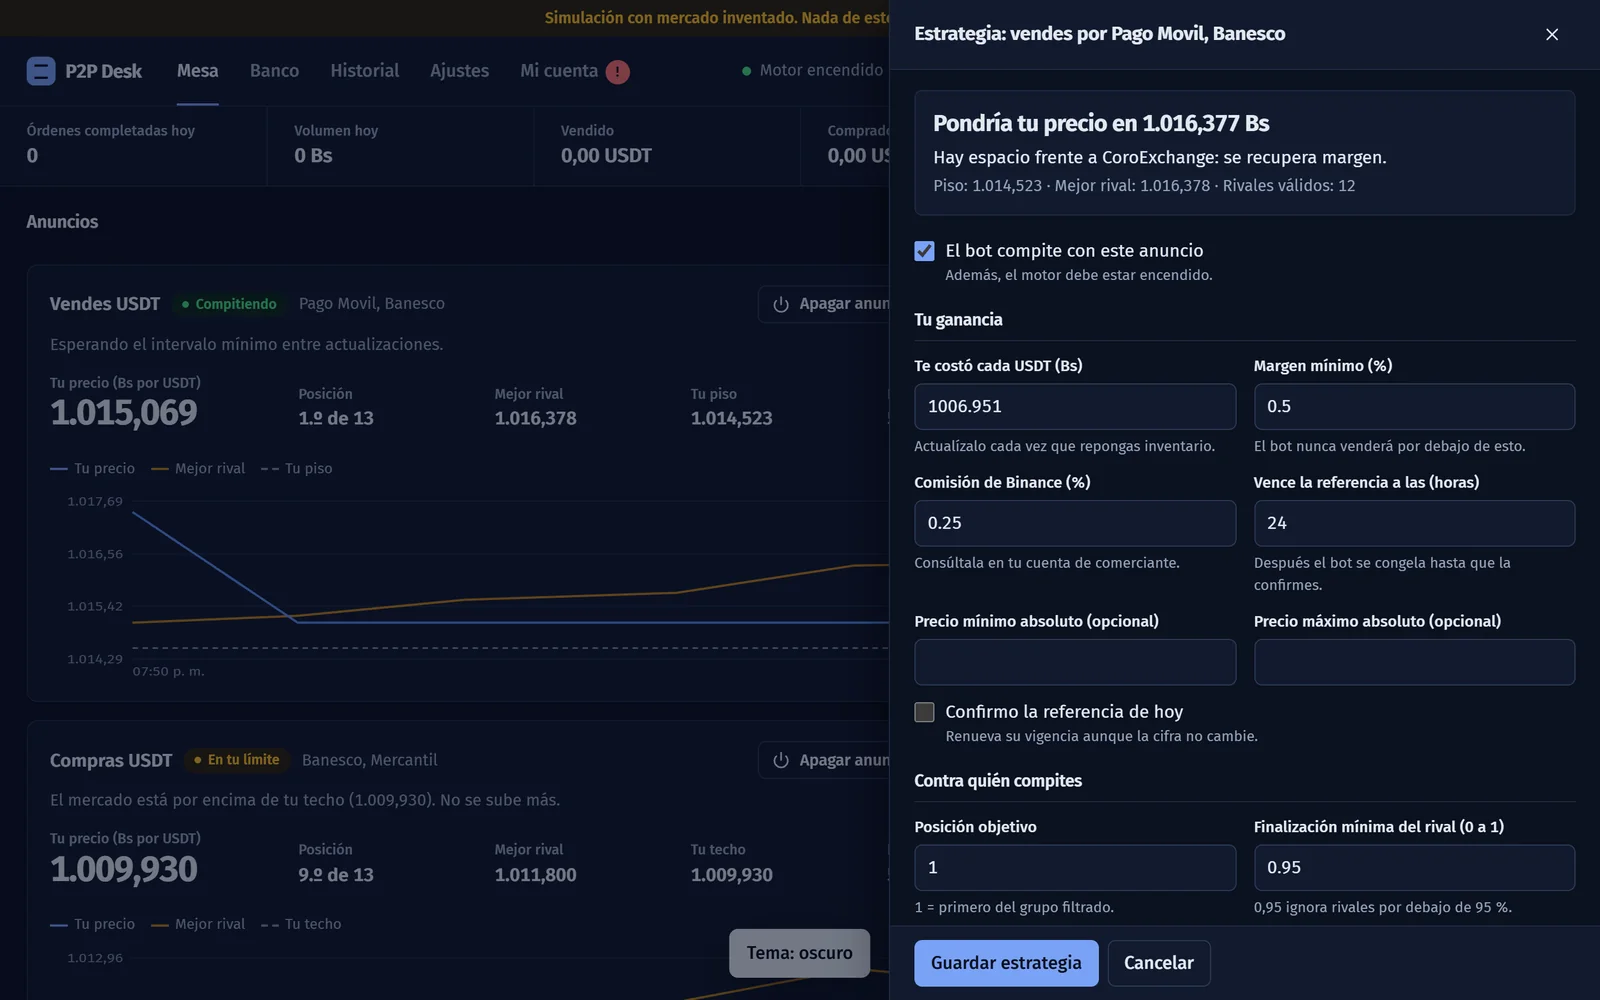 Simulación con mercado inventado. Nada de est
P2P Desk
Mesa
Banco
Historial
Ajustes
Mi cuenta !
Motor encendido
Órdenes completadas hoy
0
Volumen hoy
0 Bs
Vendido
0,00 USDT
Comprad
0,00 US
Anuncios
Vendes USDT
Compitiendo
Pago Movil, Banesco
Apagar anun
Esperando el intervalo mínimo entre actualizaciones.
Tu precio (Bs por USDT)
1.015,069
Posición
1.º de 13
Mejor rival
1.016,378
Tu piso
1.014,523
Tu precio
Mejor rival
Tu piso
1.017,69
1.016,56
1.015,42
1.014,29
07:50 p. m.
Compras USDT
En tu límite
Banesco, Mercantil
Apagar anun
El mercado está por encima de tu techo (1.009,930). No se sube más.
Tu precio (Bs por USDT)
1.009,930
Posición
9.º de 13
Mejor rival
1.011,800
Tu techo
1.009,930
Tu precio
Mejor rival
Tu techo
1.012,96
Tema: oscuro
Estrategia: vendes por Pago Movil, Banesco
Pondría tu precio en 1.016,377 Bs
Hay espacio frente a CoroExchange: se recupera margen.
Piso: 1.014,523 · Mejor rival: 1.016,378 · Rivales válidos: 12
El bot compite con este anuncio
Además, el motor debe estar encendido.
Tu ganancia
Te costó cada USDT (Bs)
1006.951
Actualízalo cada vez que repongas inventario.
Margen mínimo (%)
0.5
El bot nunca venderá por debajo de esto.
Comisión de Binance (%)
0.25
Consúltala en tu cuenta de comerciante.
Vence la referencia a las (horas)
24
Después el bot se congela hasta que la
confirmes.
Precio mínimo absoluto (opcional)
Precio máximo absoluto (opcional)
Confirmo la referencia de hoy
Renueva su vigencia aunque la cifra no cambie.
Contra quién compites
Posición objetivo
1
1 = primero del grupo filtrado.
Finalización mínima del rival (0 a 1)
0.95
0,95 ignora rivales por debajo de 95 %.
Guardar estrategia
Cancelar